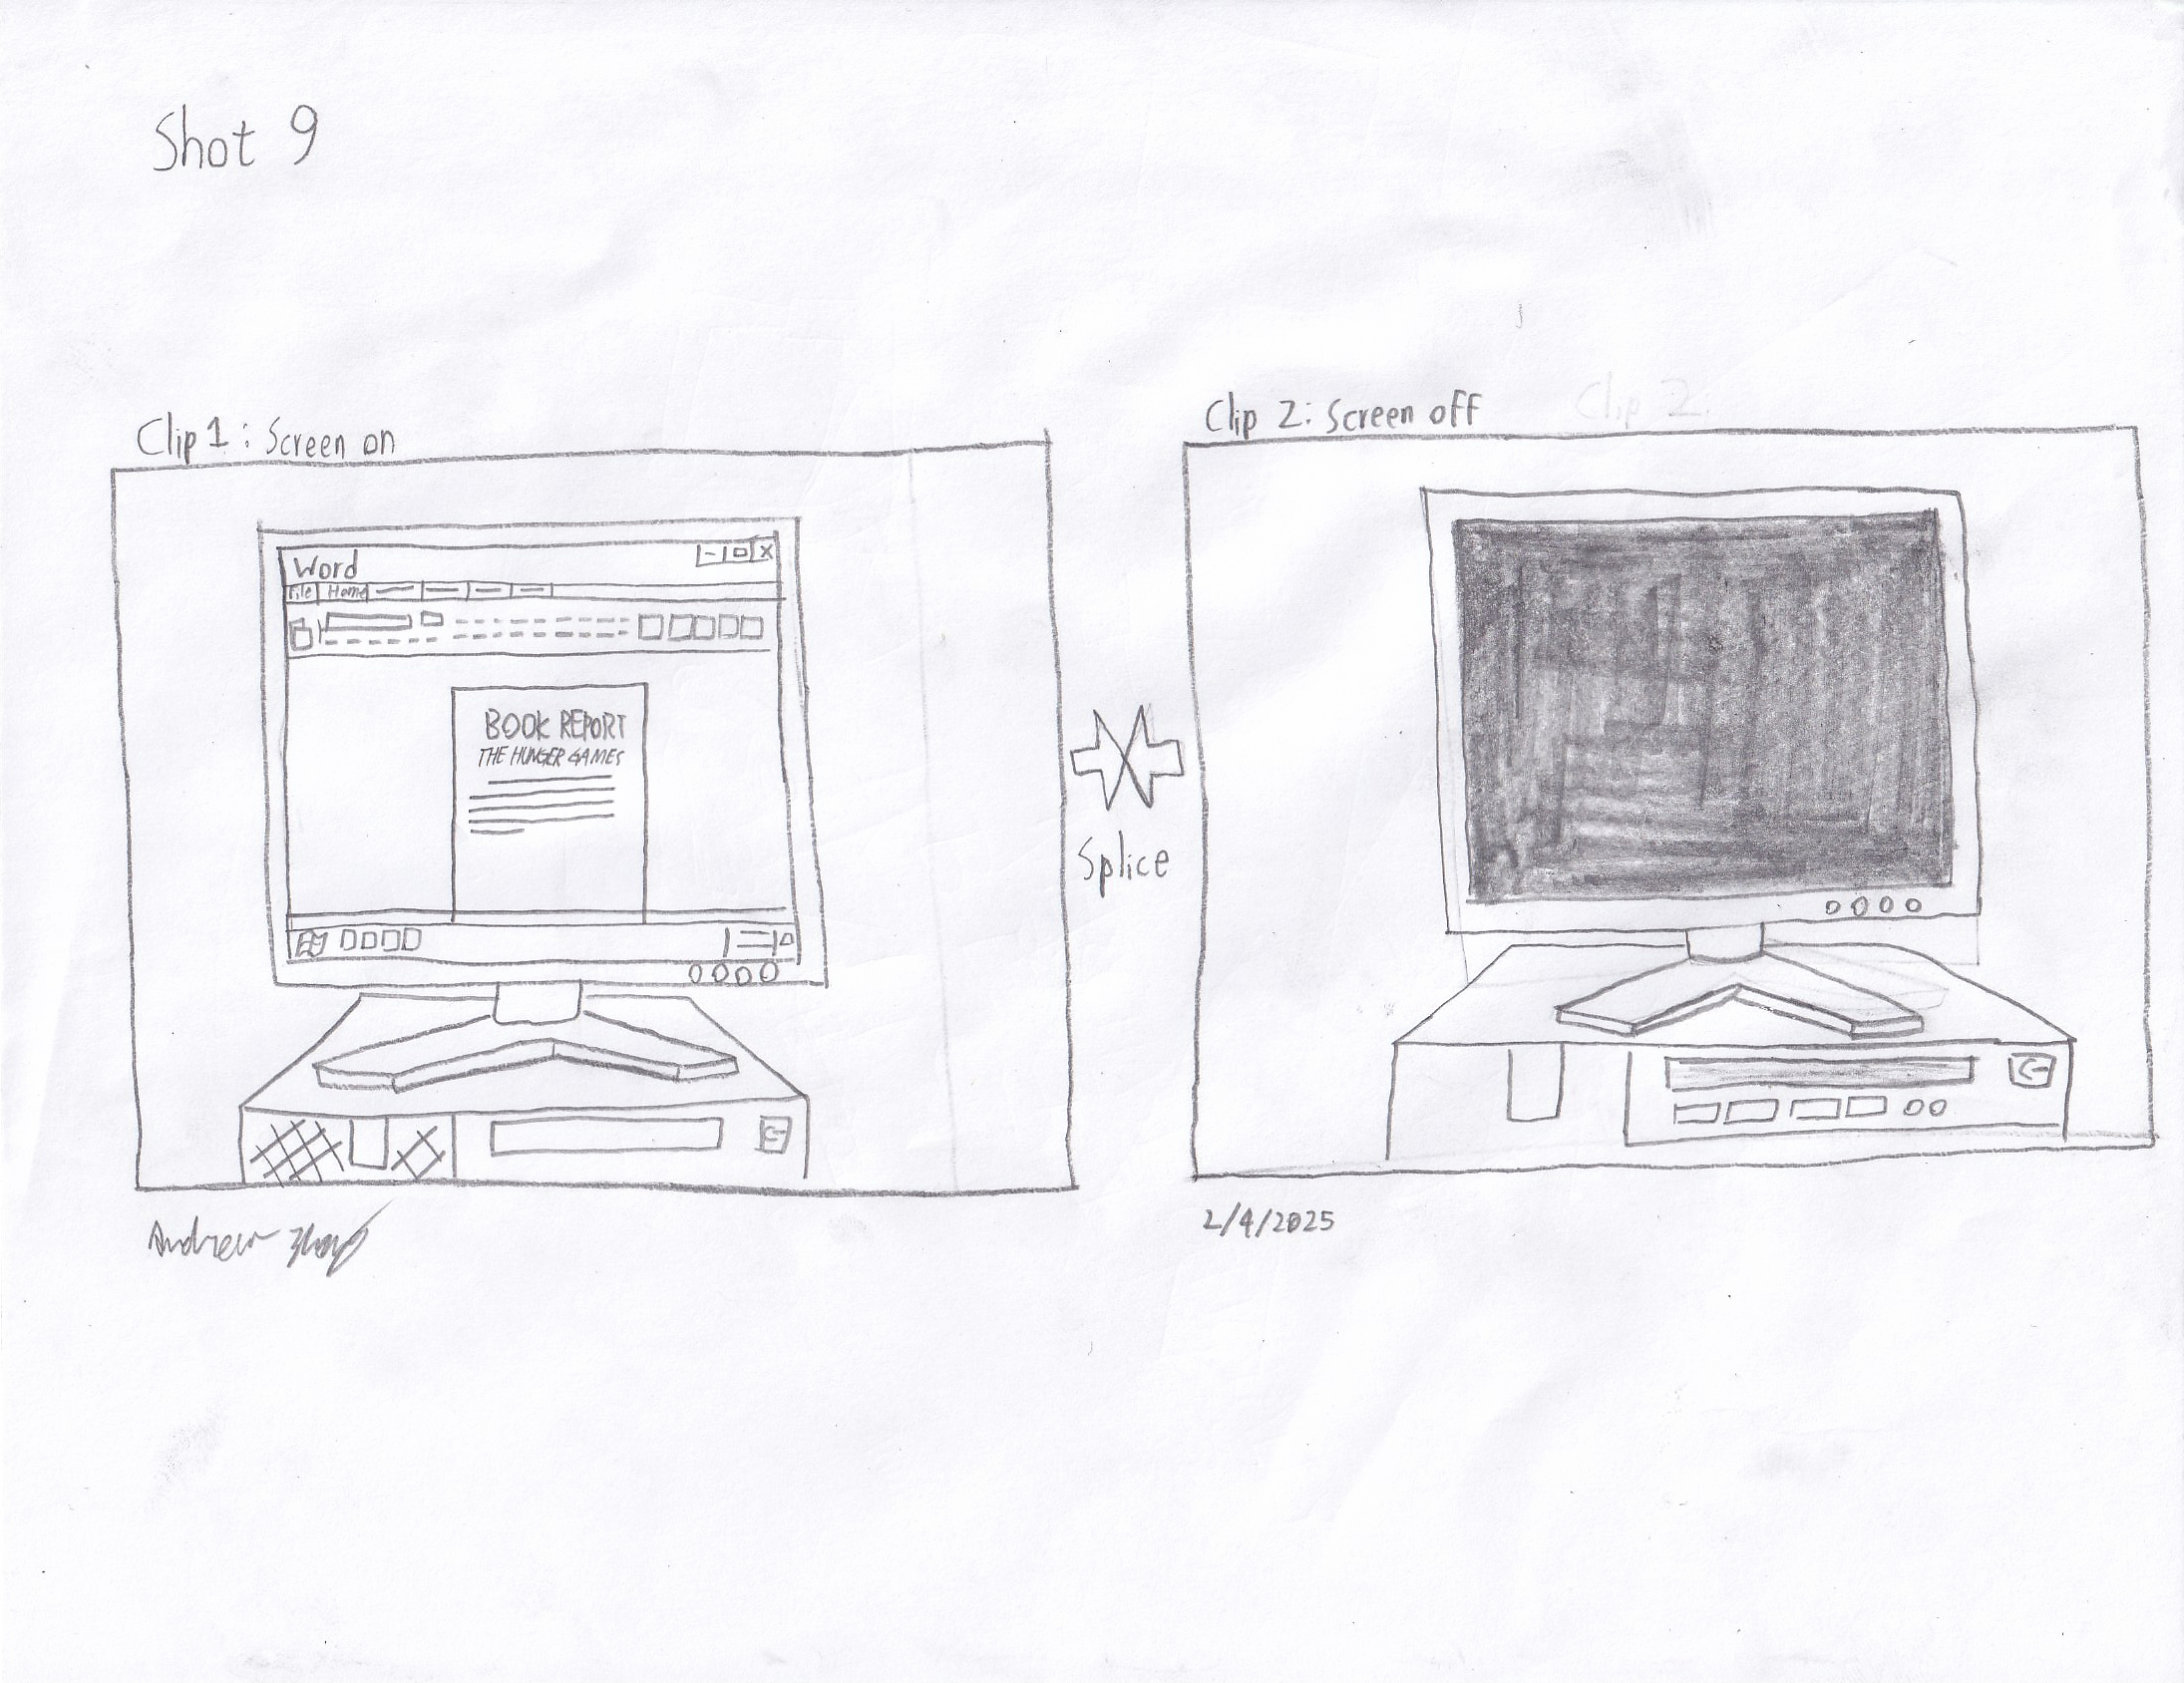 Shot 9
Clip 1: Screen on
Word
File Home
BOOK REPORT
THE HUNGER GAMES
Splice
Clip 2: Screen off
Clip 2:
Andrew
2/4/2025